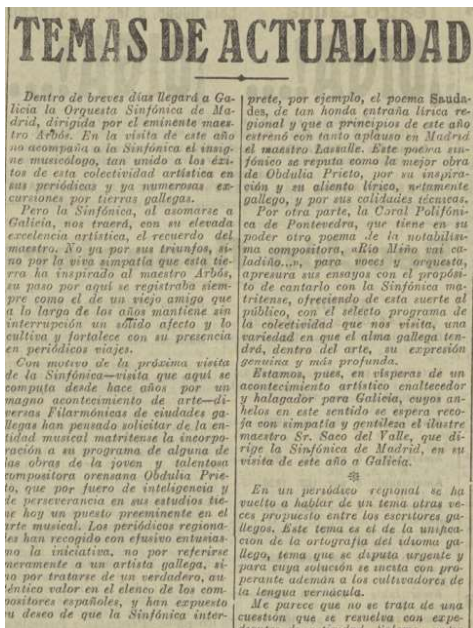 TEMAS DE ACTUALIDAD
Dentro de breves días llegará a Ga-
licia la Orquesta Sinfónica de Ma-
drid, dirigida por el eminente maes-
tro Arbós. En la visita de este año
no acompaña a la Sinfónica el insig-
ne musicólogo, tan unido a los éxi-
tos de esta colectividad artística en
sus periódicas y ya numerosas ex-
cursiones por tierras gallegas.
Pero la Sinfónica, al asomarse a
Galicia, nos traerá, con su elevada
excelencia artística, el recuerdo del
maestro. No ya por sus triunfos, si-
no por la viva simpatía que esta tie-
rra ha inspirado al maestro Arbós,
su paso por aquí se registraba siem-
pre como el de un viejo amigo que
a lo largo de los años mantiene sin
interrupción un sólido afecto y lo
cultiva y fortalece con su presencia
en periódicos viajes.
Con motivo de la próxima visita
de la Sinfónica—visita que aquí se
computa desde hace años por un
magno acontecimiento de arte—di-
versas Filarmónicas de ciudades ga-
llegas han pensado solicitar de la en-
tidad musical matritense la incorpo-
ración a su programa de alguna de
las obras de la joven y talentosa
compositora orensana Obdulia Prie-
to, que por fuero de inteligencia y
de perseverancia en sus estudios tie-
ne hoy un puesto preeminente en el
arte musical. Los periódicos regiona-
les han recogido con efusivo entusias-
mo la iniciativa, no por referirse
meramente a un artista gallega, si-
no por tratarse de un verdadero, au-
téntico valor en el elenco de los com-
positores españoles, y han expuesto
su deseo de que la Sinfónica inter-
prete, por ejemplo, el poema Sauda-
des, de tan honda entraña lírica re-
gional y que a principios de este año
estrenó con tanto aplauso en Madrid
el maestro Lassalle. Este poema sin-
fónico se reputa como la mejor obra
de Obdulia Prieto, por su inspira-
ción y su aliento lírico, netamente
gallego, y por sus calidades técnicas.
Por otra parte, la Coral Polifóni-
ca de Pontevedra, que tiene en su
poder otro poema de la notabilísi-
ma compositora, «Río Miño vai ca-
ladiño...», para voces y orquesta,
apresura sus ensayos con el propósi-
to de cantarlo con la Sinfónica ma-
tritense, ofreciendo de esta suerte al
público, con el selecto programa de
la colectividad que nos visita, una
variedad en que el alma gallega ten-
drá, dentro del arte, su expresión
genuina y más profunda.
Estamos, pues, en vísperas de un
acontecimiento artístico enaltecedor
y halagador para Galicia, cuyos an-
helos en este sentido se espera reco-
ja con simpatía y gentileza el ilustre
maestro Sr. Saco del Valle, que di-
rige la Sinfónica de Madrid, en su
visita de este año a Galicia.
En un periódico regional se ha
vuelto a hablar de un tema otras ve-
ces propuesto entre los escritores ga-
llegos. Este tema es el de la unifica-
ción de la ortografía del idioma ga-
llego, tema que se disputa urgente y
para cuya solución se incita con pro-
perante ademán a los cultivadores de
la lengua vernácula.
Me parece que no se trata de una
cuestión que se resuelva con expe-